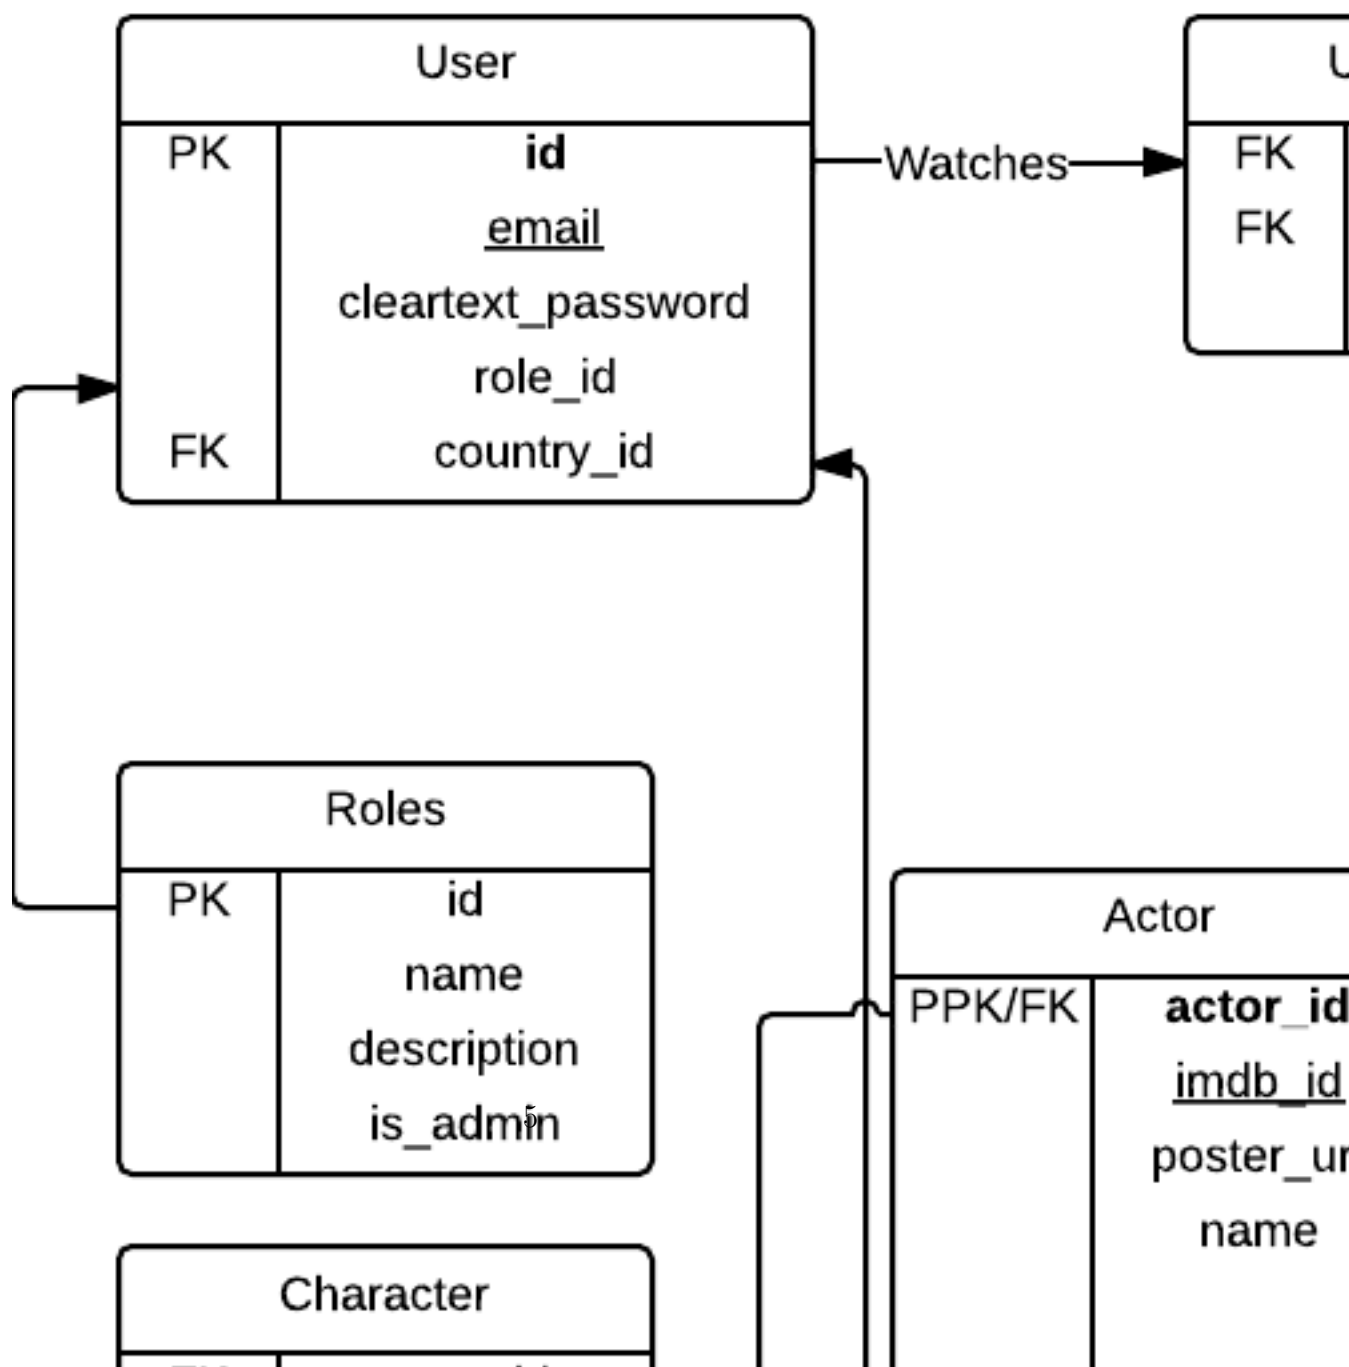 User
PK id
email
cleartext_password
role_id
FK country_id
Watches
FK
FK
Roles
PK id
name
description
is_admin
5
Actor
PPK/FK actor_id
imdb_id
name
Character